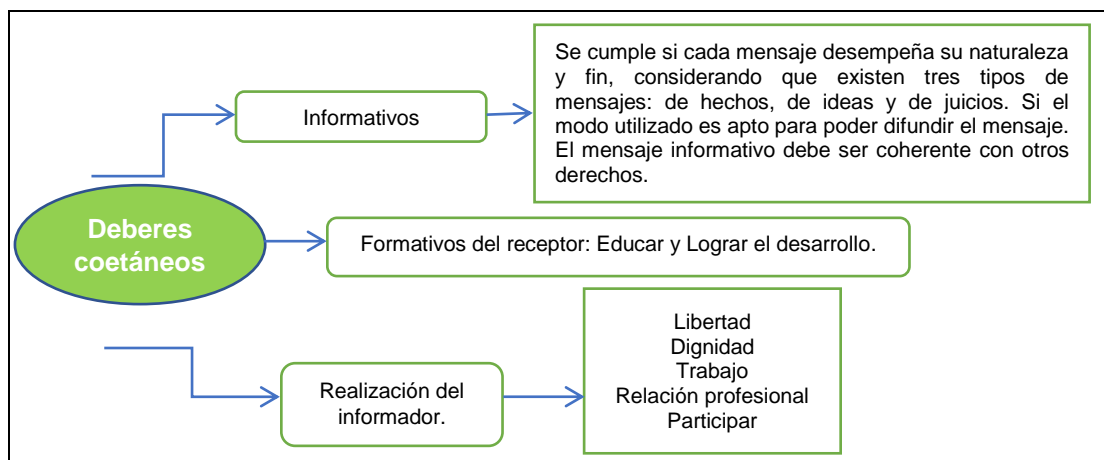 Deberes
coetáneos
Informativos
Se cumple si cada mensaje desempeña su naturaleza
y fin, considerando que existen tres tipos de
mensajes: de hechos, de ideas y de juicios. Si el
modo utilizado es apto para poder difundir el mensaje.
El mensaje informativo debe ser coherente con otros
derechos.
Formativos del receptor: Educar y Lograr el desarrollo.
Realización del
informador.
Libertad
Dignidad
Trabajo
Relación profesional
Participar